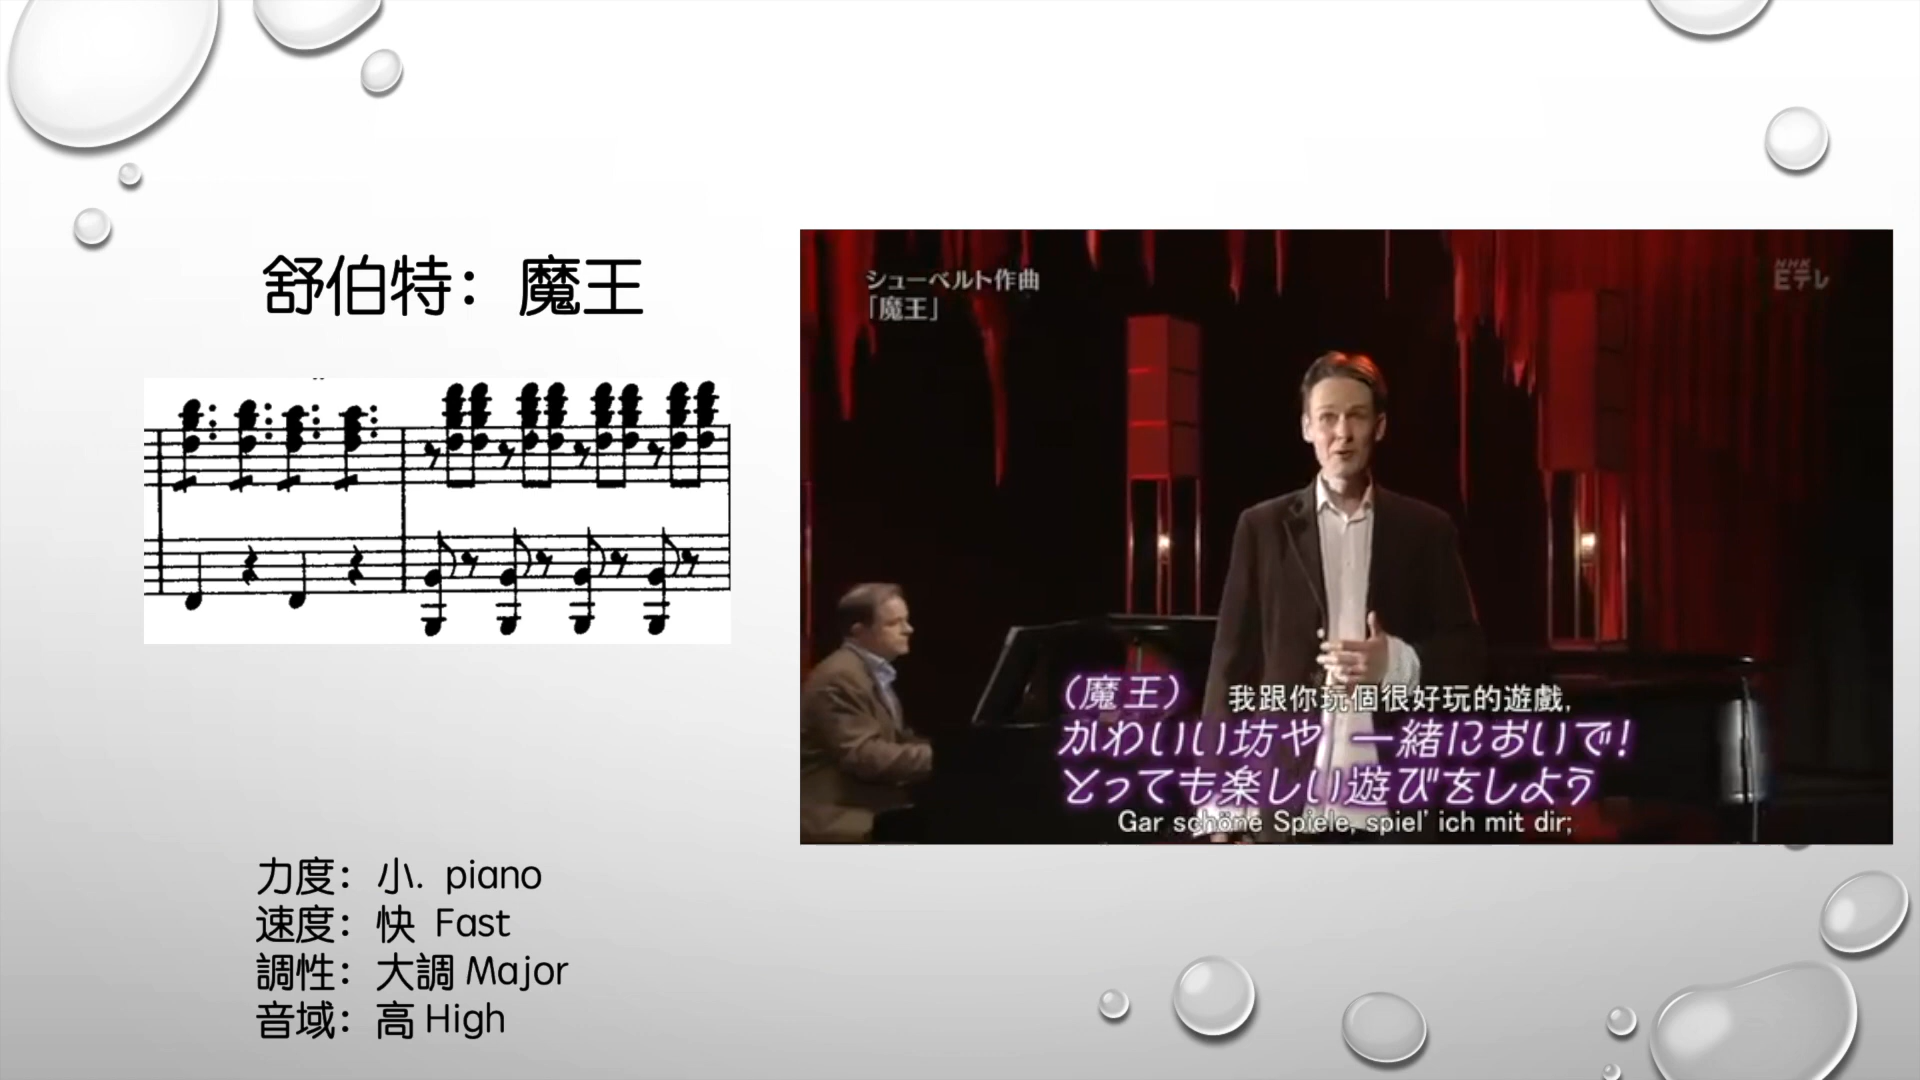 舒伯特：魔王
シューベルト作曲
「魔王」
NHK
Eテレ
（魔王）
我跟你玩個很好玩的遊戲，
かわいい坊や 一緒においで！
とっても楽しい遊びをしよう
Gar schöne Spiele, spiel' ich mit dir;
力度：小. piano
速度：快 Fast
調性：大調 Major
音域：高 High